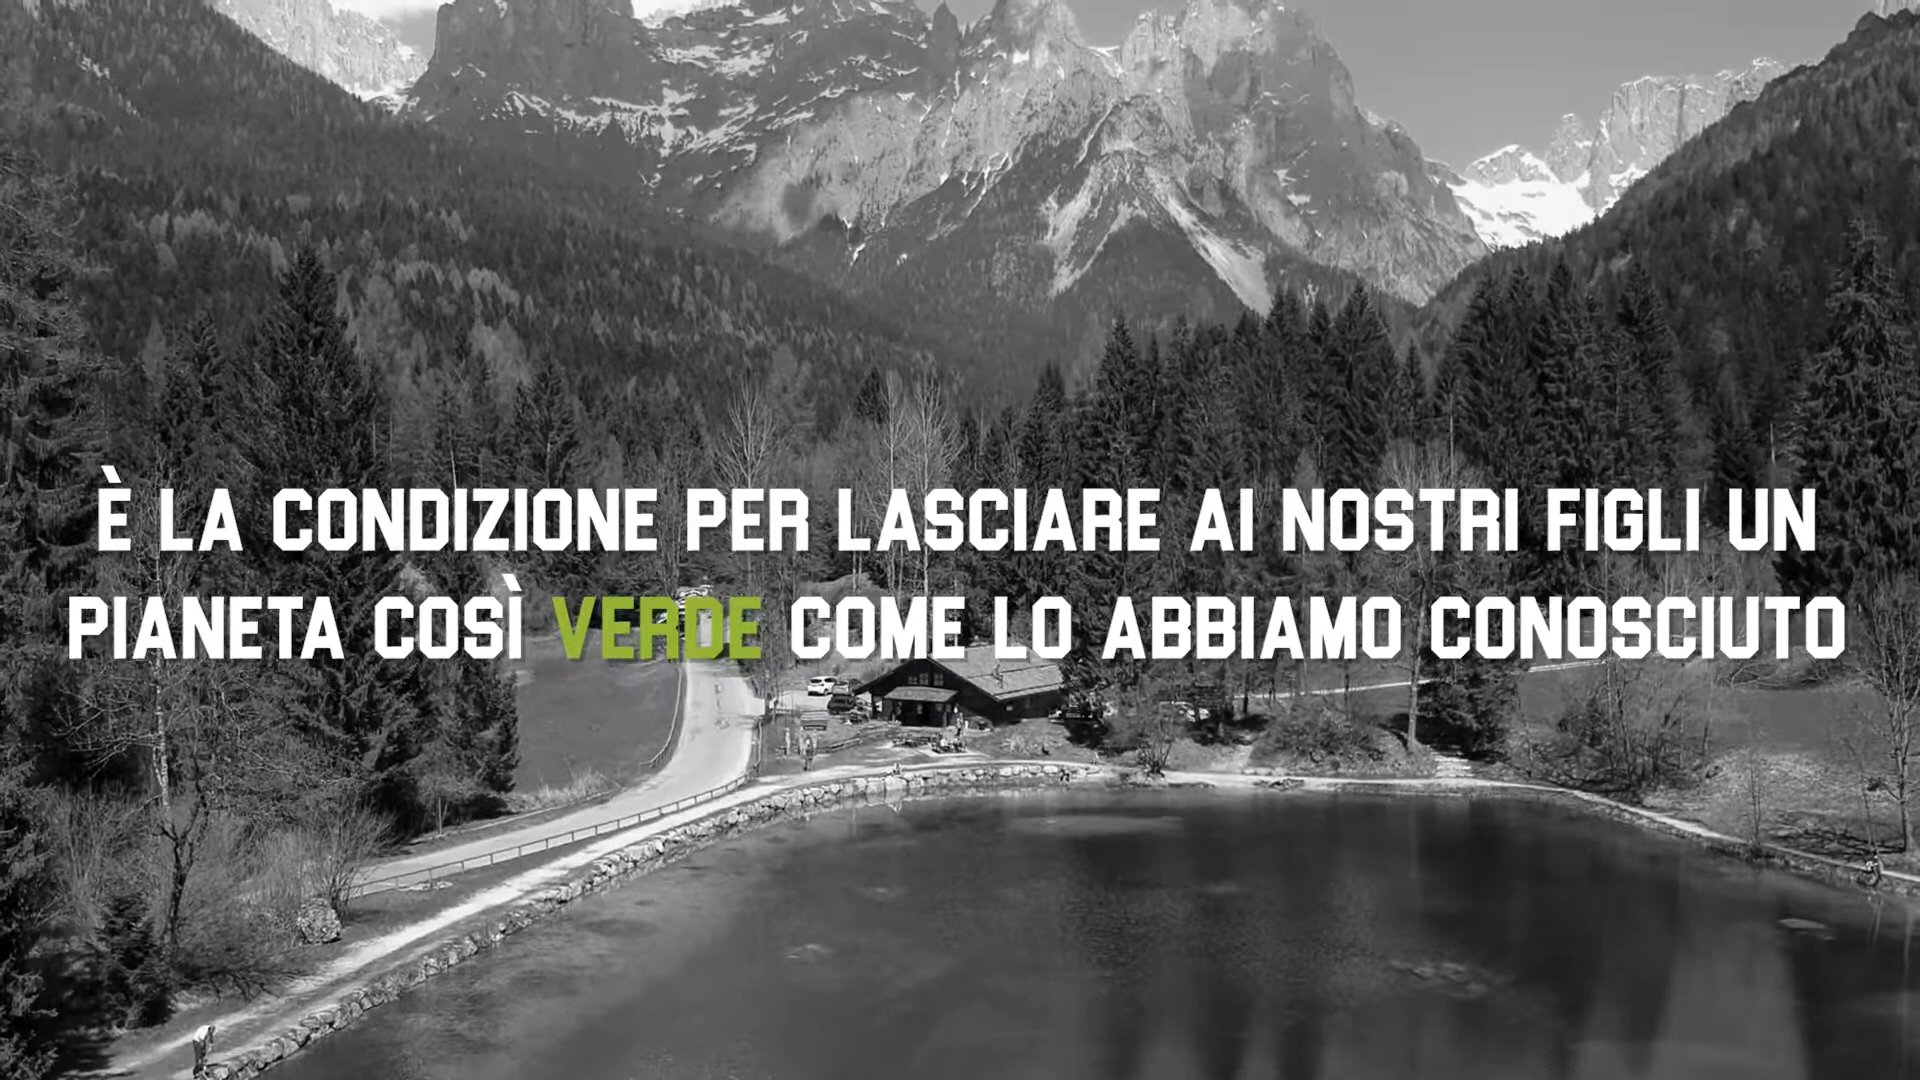 È LA CONDIZIONE PER LASCIARE AI NOSTRI FIGLI UN
PIANETA COSÌ VERDE COME LO ABBIAMO CONOSCIUTO